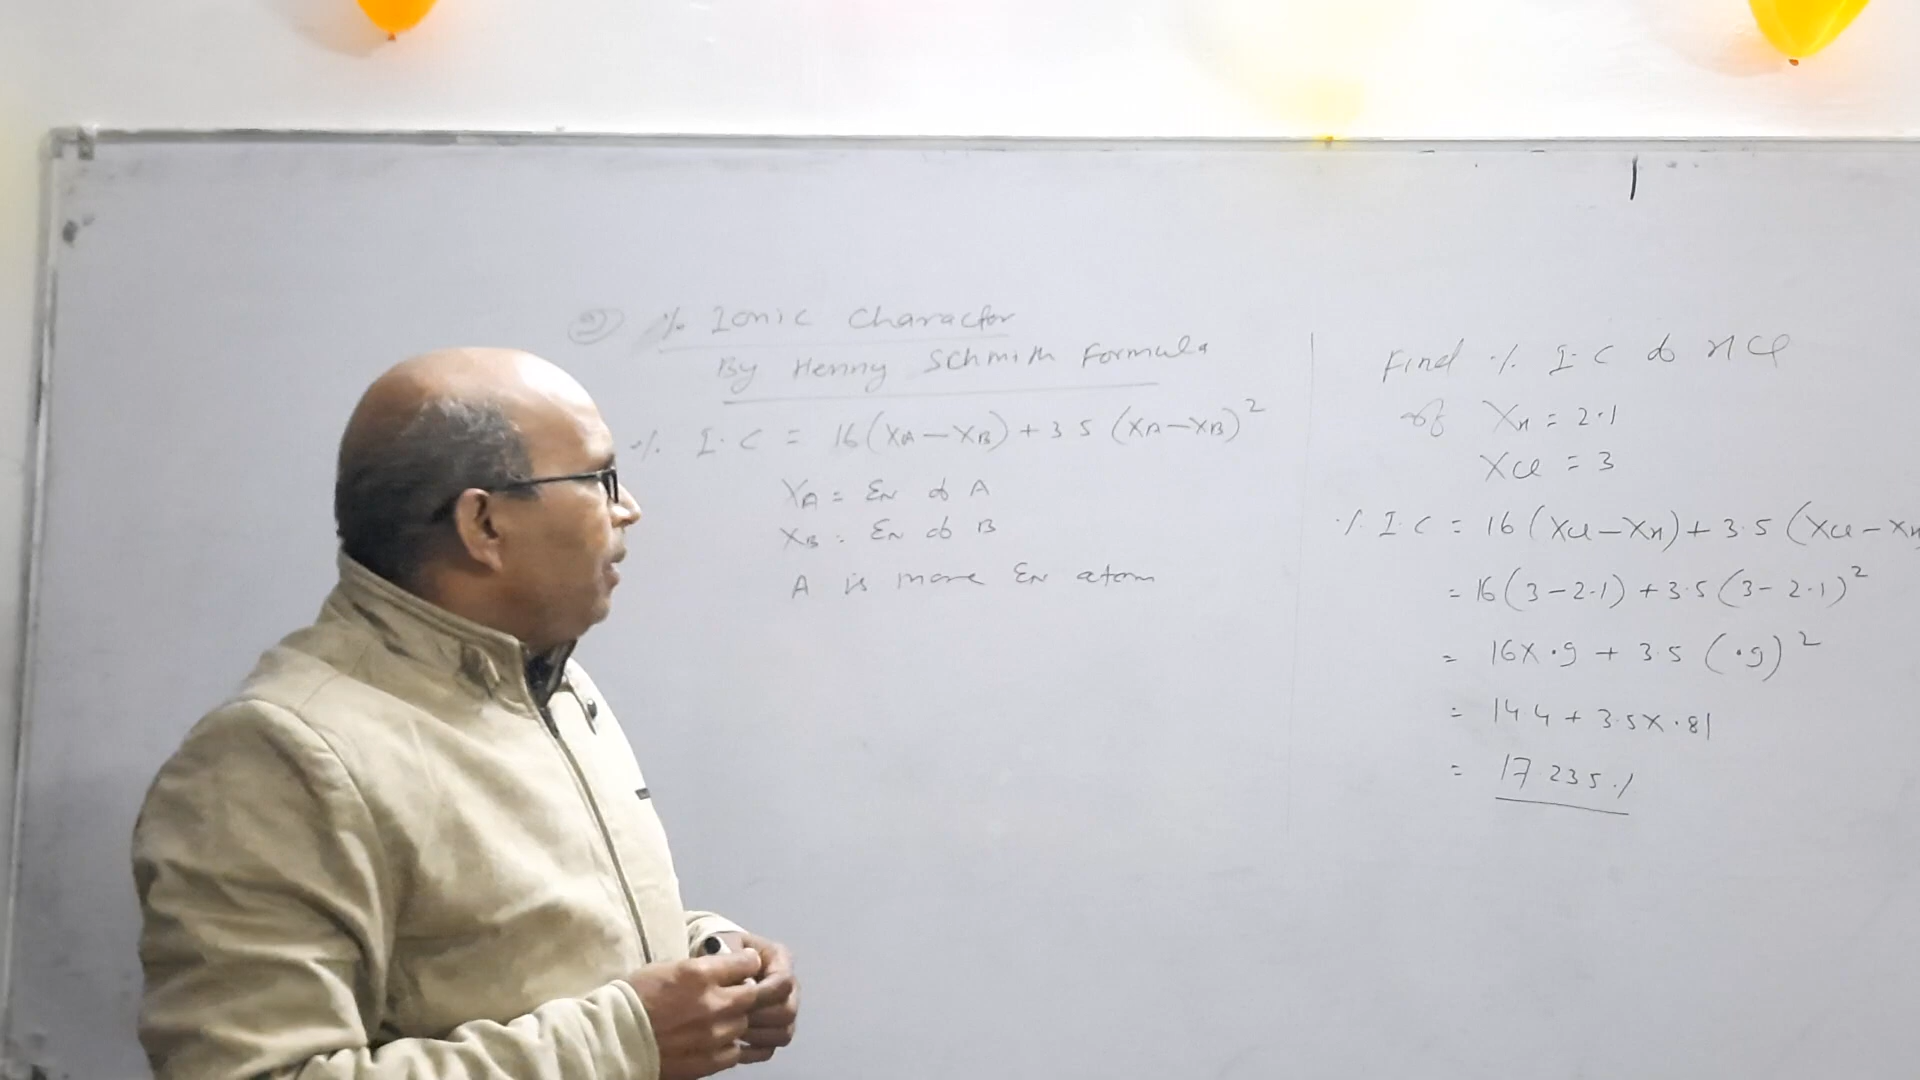 ② % Ionic Character
By Henny Schmith Formula
% I.C = 16(XA-XB)+3.5(XA-XB)²
XA = EN of A
XB = EN of B
A is more EN atom
Find % I.C of HCl
If XH = 2.1
XCl = 3
% I.C = 16(XCl-XH)+3.5(XCl-XH
= 16(3-2.1)+3.5(3-2.1)²
= 16X.9+3.5(.9)²
= 14.4+3.5X.81
= 17.235%